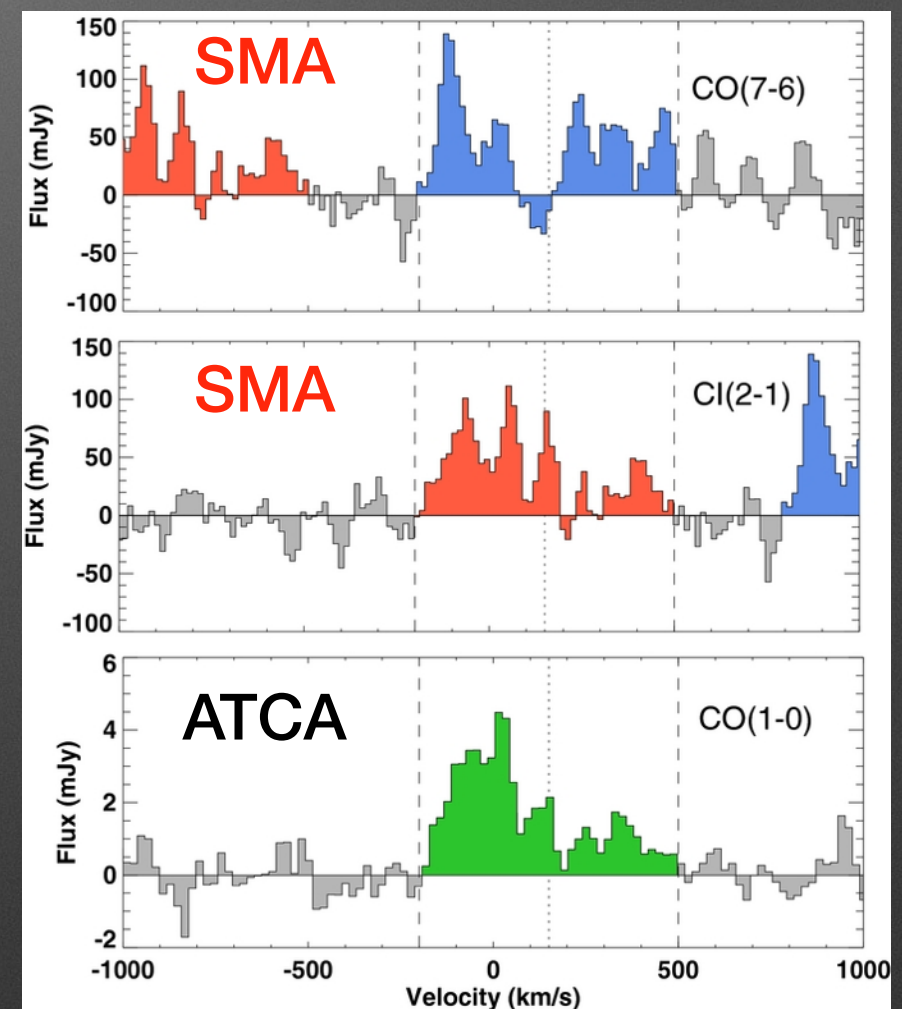 SMA
CO(7-6)
150
100
50
0
-50
-100
Flux (mJy)
SMA
CI(2-1)
150
100
50
0
-50
-100
Flux (mJy)
ATCA
CO(1-0)
6
4
2
0
-2
Flux (mJy)
-1000 -500 0 500 1000
Velocity (km/s)